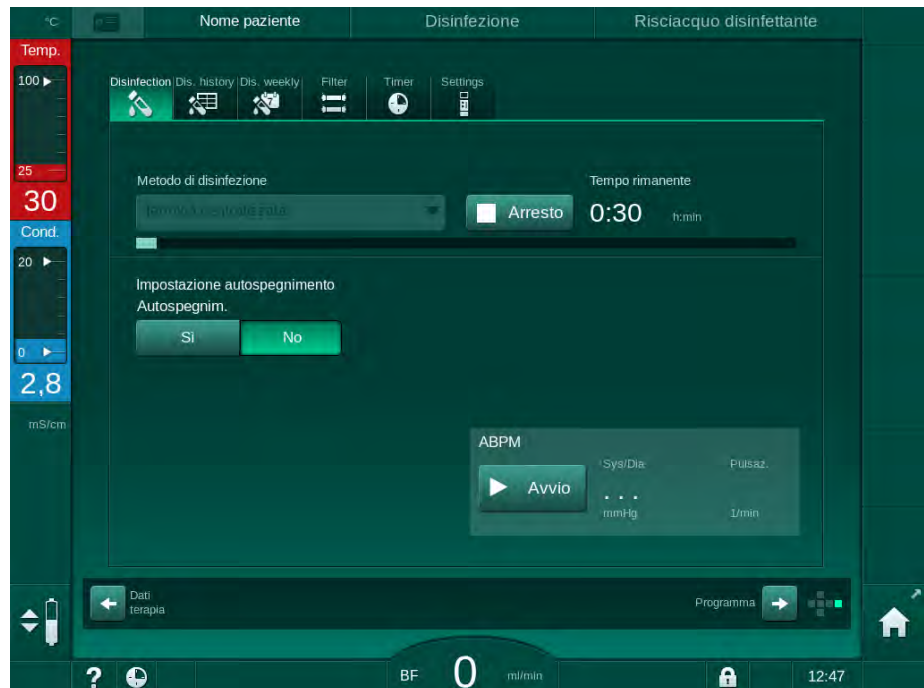 °C Nome paziente Disinfezione Risciacquo disinfettante
Temp.
100
25
30
Cond.
20
0
2,8
mS/cm
Disinfection Dis. history Dis. weekly Filter Timer Settings
Metodo di disinfezione
Tempo rimanente
Arresto
0:30 h:min
Impostazione autospegnimento
Autospegnim.
Sì No
ABPM
Sys/Dia Pulsaz.
Avvio
. . .
mmHg 1/min
Dati
terapia
Programma
? BF 0 ml/min 12:47